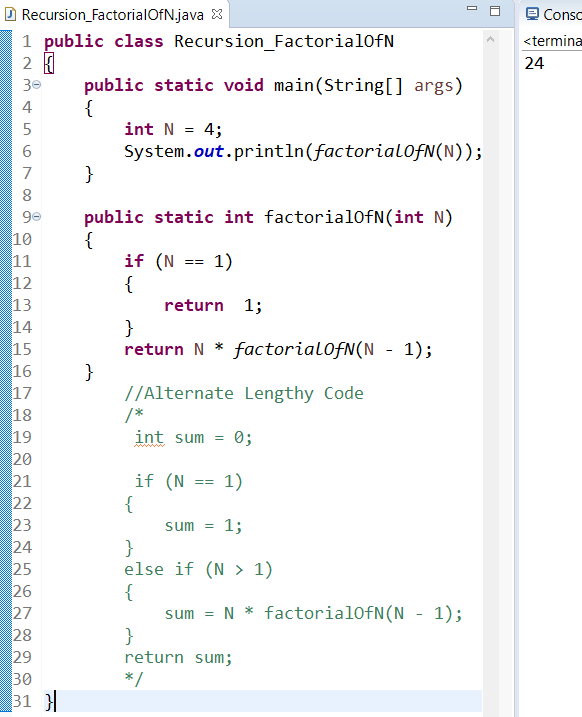 Recursion_FactorialOfN.java
Conso
<termina
24
1 public class Recursion_FactorialOfN
2 {
3 public static void main(String[] args)
4 {
5 int N = 4;
6 System.out.println(factorialOfN(N));
7 }
8
9 public static int factorialOfN(int N)
10 {
11 if (N == 1)
12 {
13 return  1;
14 }
15 return N * factorialOfN(N - 1);
16 }
17 //Alternate Lengthy Code
18 /*
19 int sum = 0;
20
21 if (N == 1)
22 {
23 sum = 1;
24 }
25 else if (N > 1)
26 {
27 sum = N * factorialOfN(N - 1);
28 }
29 return sum;
30 */
31 }